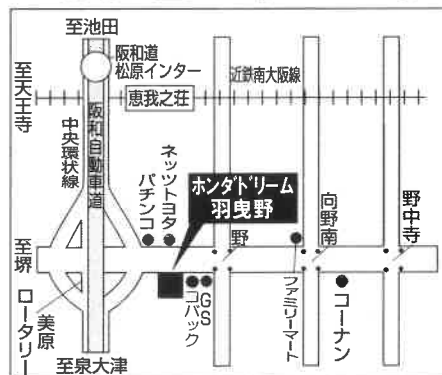 至池田
阪和道
松原インター
近鉄南大阪線
至天王寺
恵我之荘
中央環状線
阪和自動車道
ネッツトヨタ
パチンコ
ホンダドリーム
羽曳野
野
向野南
野中寺
至堺
美原
ロータリー
コバック
GS
ファミリーマート
コーナン
至泉大津